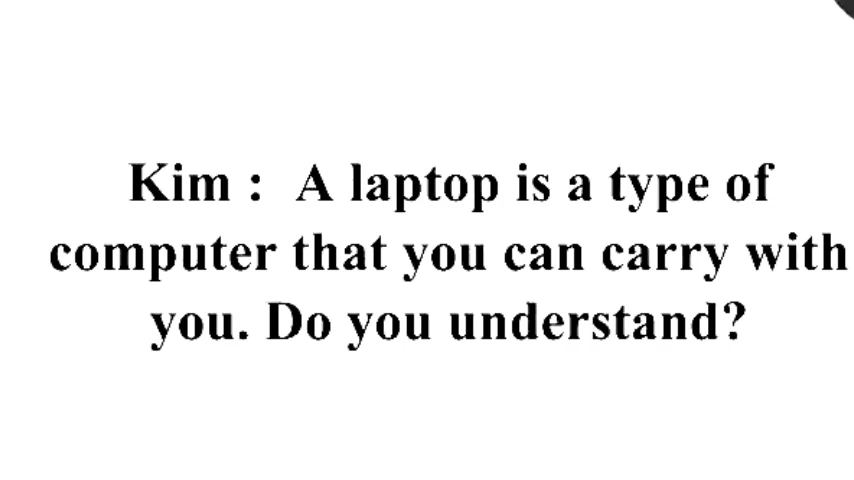 Kim : A laptop is a type of
computer that you can carry with
you. Do you understand?